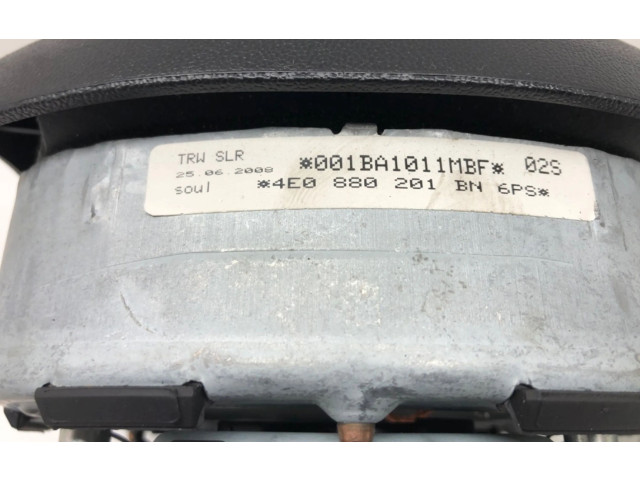 TRW SLR *001BA1011MBF* 02S
25.06.2008
soul *4E0 880 201 BN 6PS*